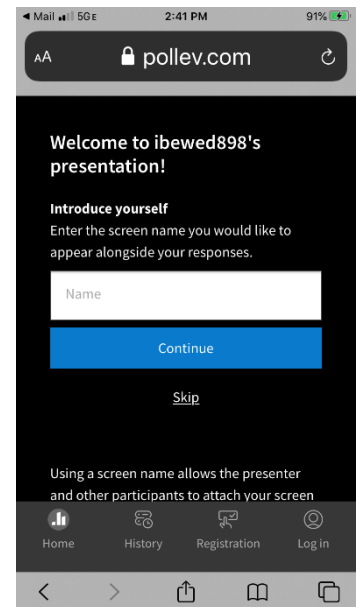 Mail 5G E 2:41 PM 91%
AA pollev.com
Welcome to ibewed898's
presentation!
Introduce yourself
Enter the screen name you would like to
appear alongside your responses.
Name
Continue
Skip
Using a screen name allows the presenter
and other participants to attach your screen
Home History Registration Log in